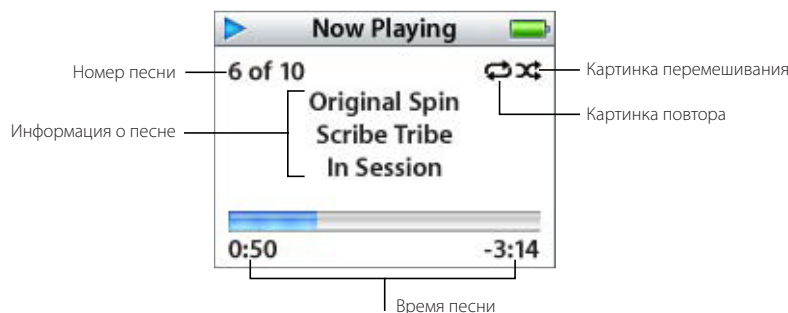 Now Playing
Номер песни
6 of 10
Картинка перемешивания
Картинка повтора
Информация о песне
Original Spin
Scribe Tribe
In Session
0:50
-3:14
Время песни